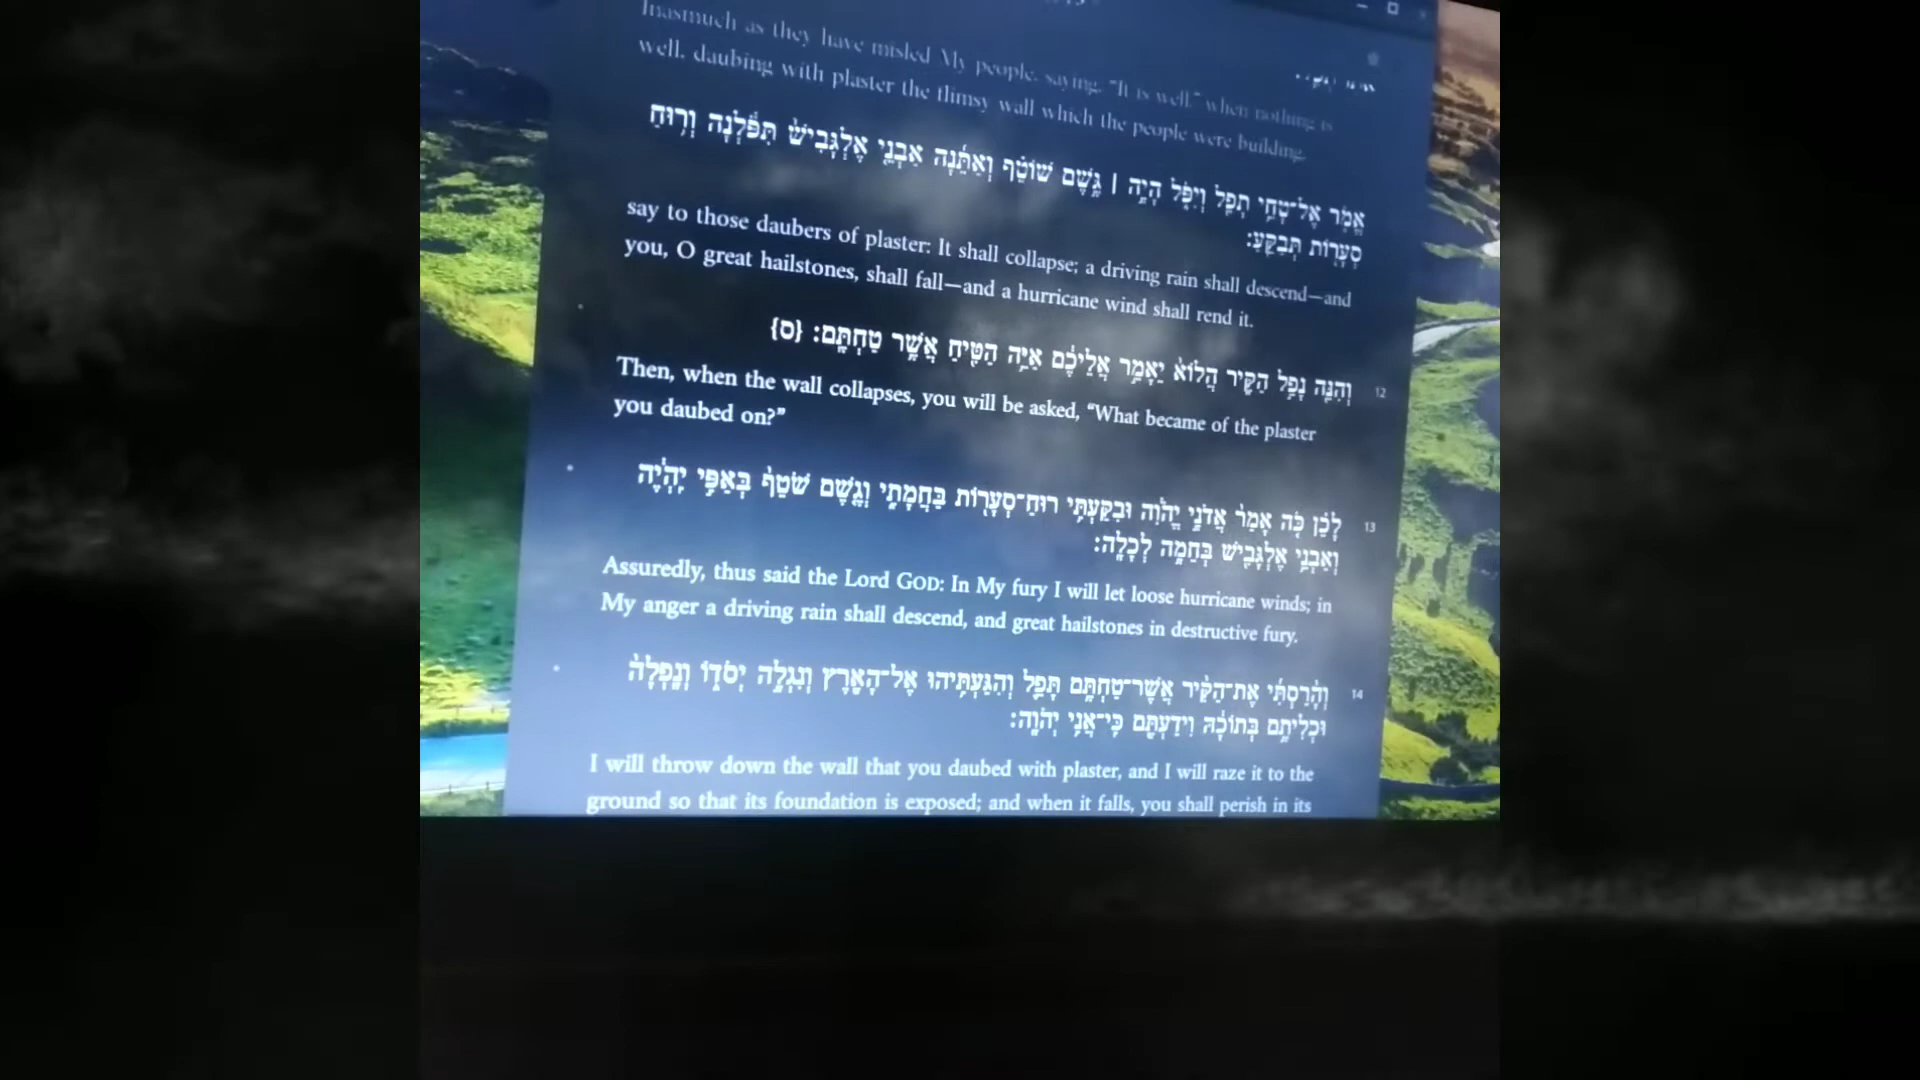 Inasmuch as they have misled My people, saying, “It is well,” when nothing is
well, daubing with plaster the flimsy wall which the people were building,
אֱמֹ֛ר אֶל־טָחֵ֥י תָפֵ֖ל וְיִפֹּ֑ל הָיָ֣ה ׀ גֶּ֣שֶׁם שׁוֹטֵ֗ף וְאַתֵּ֜נָה אַבְנֵ֤י אֶלְגָּבִישׁ֙ תִּפֹּ֔לְנָה וְר֥וּחַ
סְעָר֖וֹת תְּבַקֵּֽעַ׃
say to those daubers of plaster: It shall collapse; a driving rain shall descend—and
you, O great hailstones, shall fall—and a hurricane wind shall rend it.
12 וְהִנֵּ֖ה נָפַ֣ל הַקִּ֑יר הֲלוֹא֙ יֵאָמֵ֣ר אֲלֵיכֶ֔ם אַיֵּ֥ה הַטִּ֖יחַ אֲשֶׁ֥ר טַחְתֶּֽם׃ {ס}
Then, when the wall collapses, you will be asked, “What became of the plaster
you daubed on?”
13 לָכֵ֗ן כֹּ֤ה אָמַר֙ אֲדֹנָ֣י יֱהֹוִ֔ה וּבִקַּעְתִּ֥י רֽוּחַ־סְעָר֖וֹת בַּחֲמָתִ֑י וְגֶ֤שֶׁם שֹׁטֵף֙ בְּאַפִּ֣י יִֽהְיֶ֔ה
וְאַבְנֵ֥י אֶלְגָּבִ֖ישׁ בְּחֵמָ֥ה לְכָלָֽה׃
Assuredly, thus said the Lord GOD: In My fury I will let loose hurricane winds; in
My anger a driving rain shall descend, and great hailstones in destructive fury.
14 וְהָ֨רַסְתִּ֜י אֶת־הַקִּ֨יר אֲשֶׁר־טַחְתֶּ֥ם תָּפֵ֛ל וְהִגַּעְתִּ֥יהוּ אֶל־הָאָ֖רֶץ וְנִגְלָ֣ה יְסֹד֑וֹ וְנָֽפְלָה֙
וּכְלִיתֶ֣ם בְּתוֹכָ֔הּ וִידַעְתֶּ֖ם כִּֽי־אֲנִ֥י יְהֹוָֽה׃
I will throw down the wall that you daubed with plaster, and I will raze it to the
ground so that its foundation is exposed; and when it falls, you shall perish in its